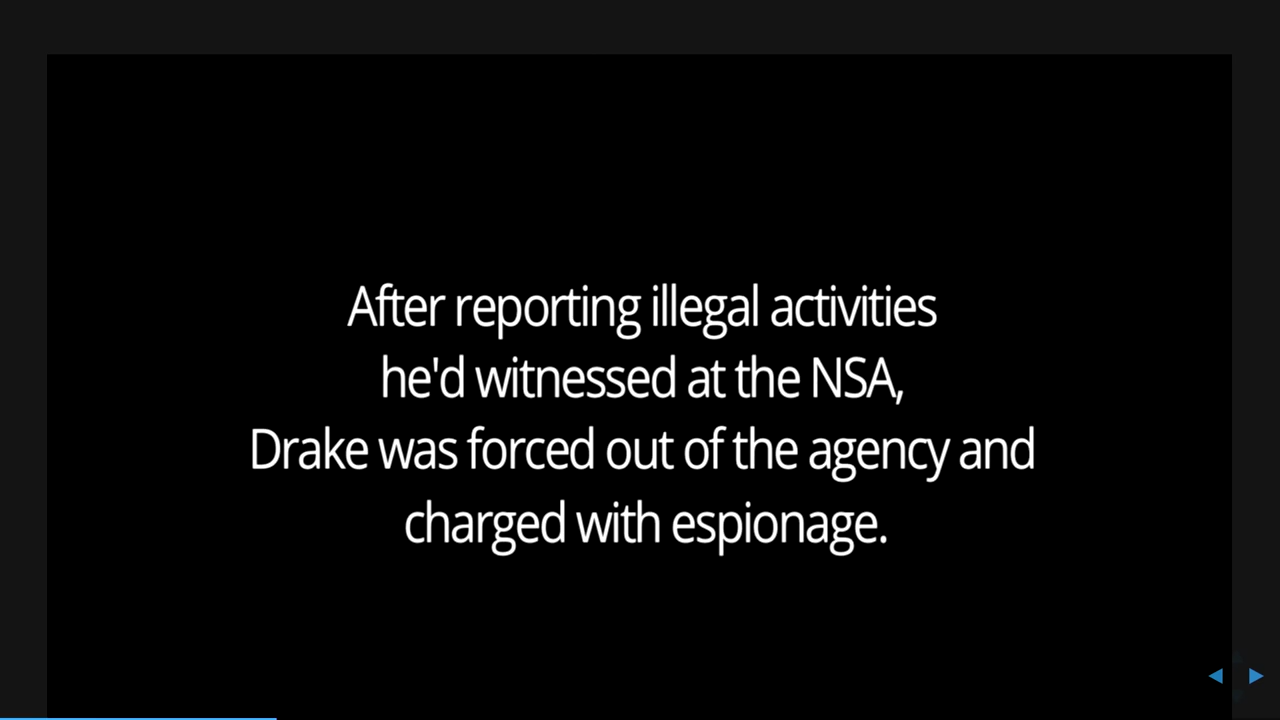 After reporting illegal activities
he'd witnessed at the NSA,
Drake was forced out of the agency and
charged with espionage.